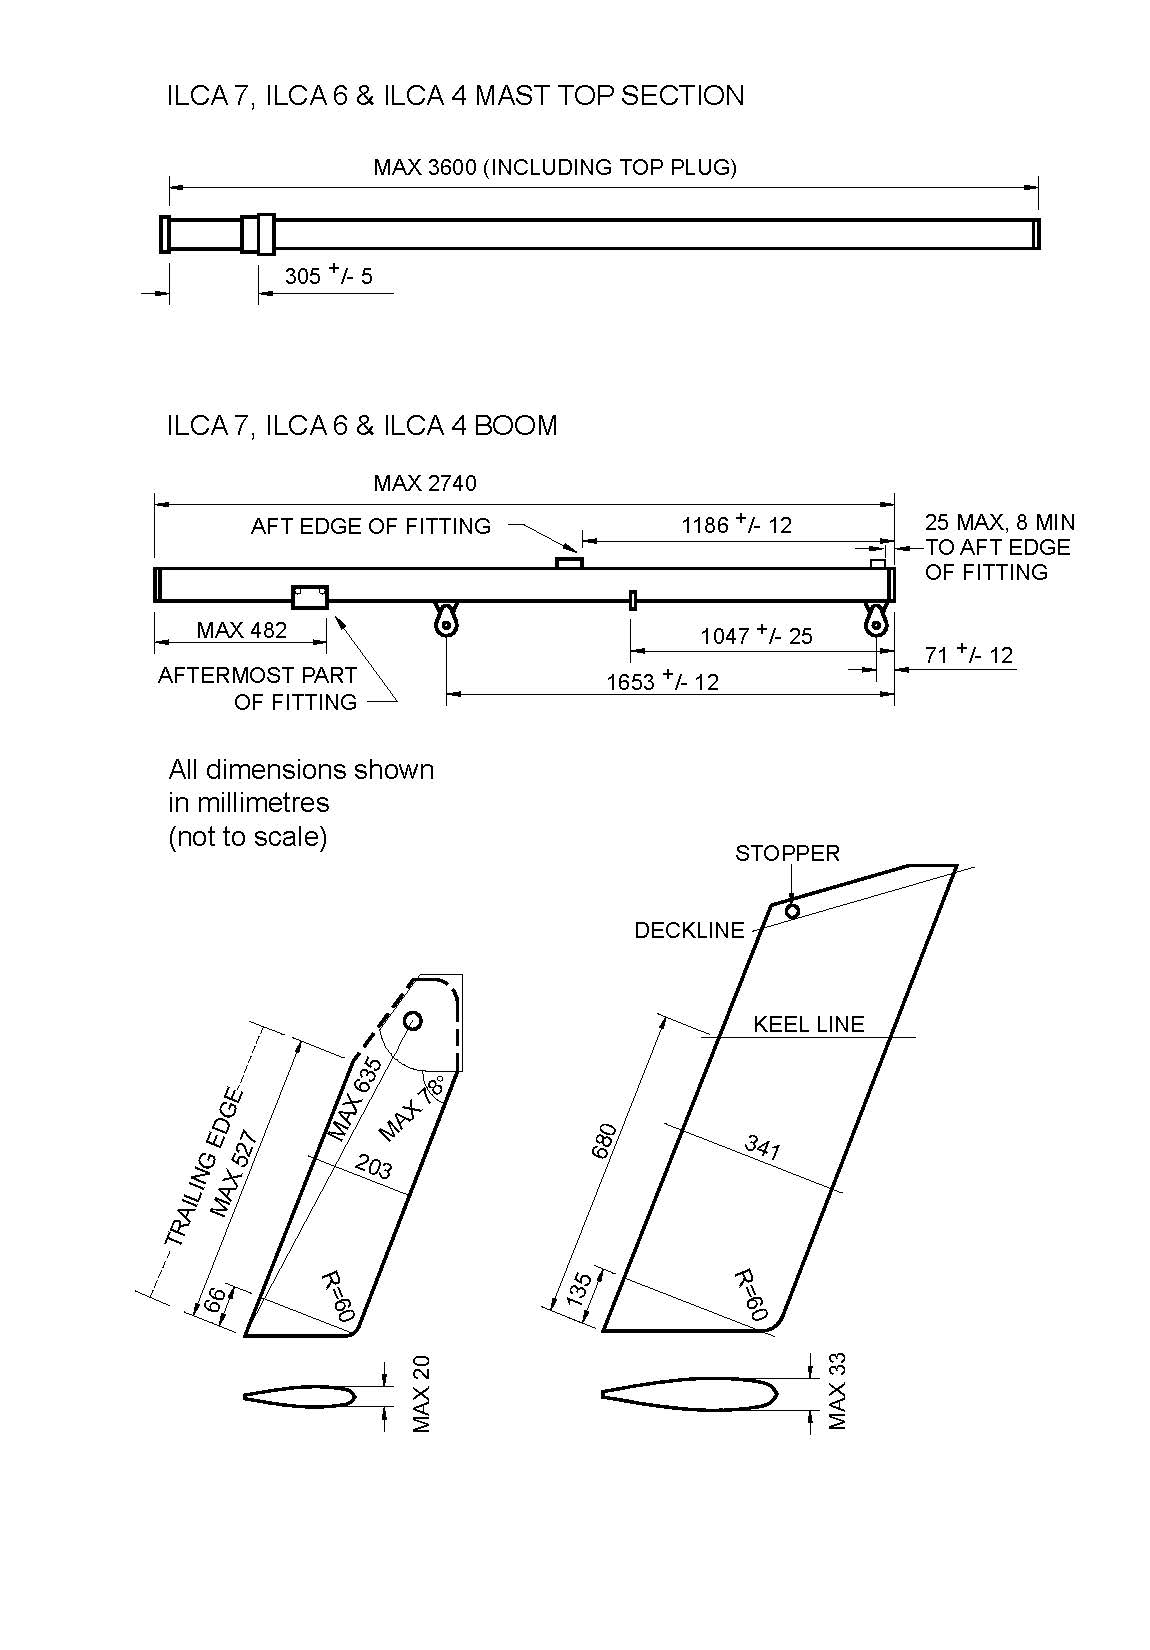 ILCA 7, ILCA 6 & ILCA 4 MAST TOP SECTION
MAX 3600 (INCLUDING TOP PLUG)
305 +/- 5
ILCA 7, ILCA 6 & ILCA 4 BOOM
MAX 2740
AFT EDGE OF FITTING
1186 +/- 12
25 MAX, 8 MIN
TO AFT EDGE
OF FITTING
MAX 482
1047 +/- 25
71 +/- 12
AFTERMOST PART
OF FITTING
1653 +/- 12
All dimensions shown
in millimetres
(not to scale)
STOPPER
DECKLINE
KEEL LINE
TRAILING EDGE
MAX 527
MAX 635
MAX 78°
203
66
R=60
680
341
135
R=60
MAX 20
MAX 33